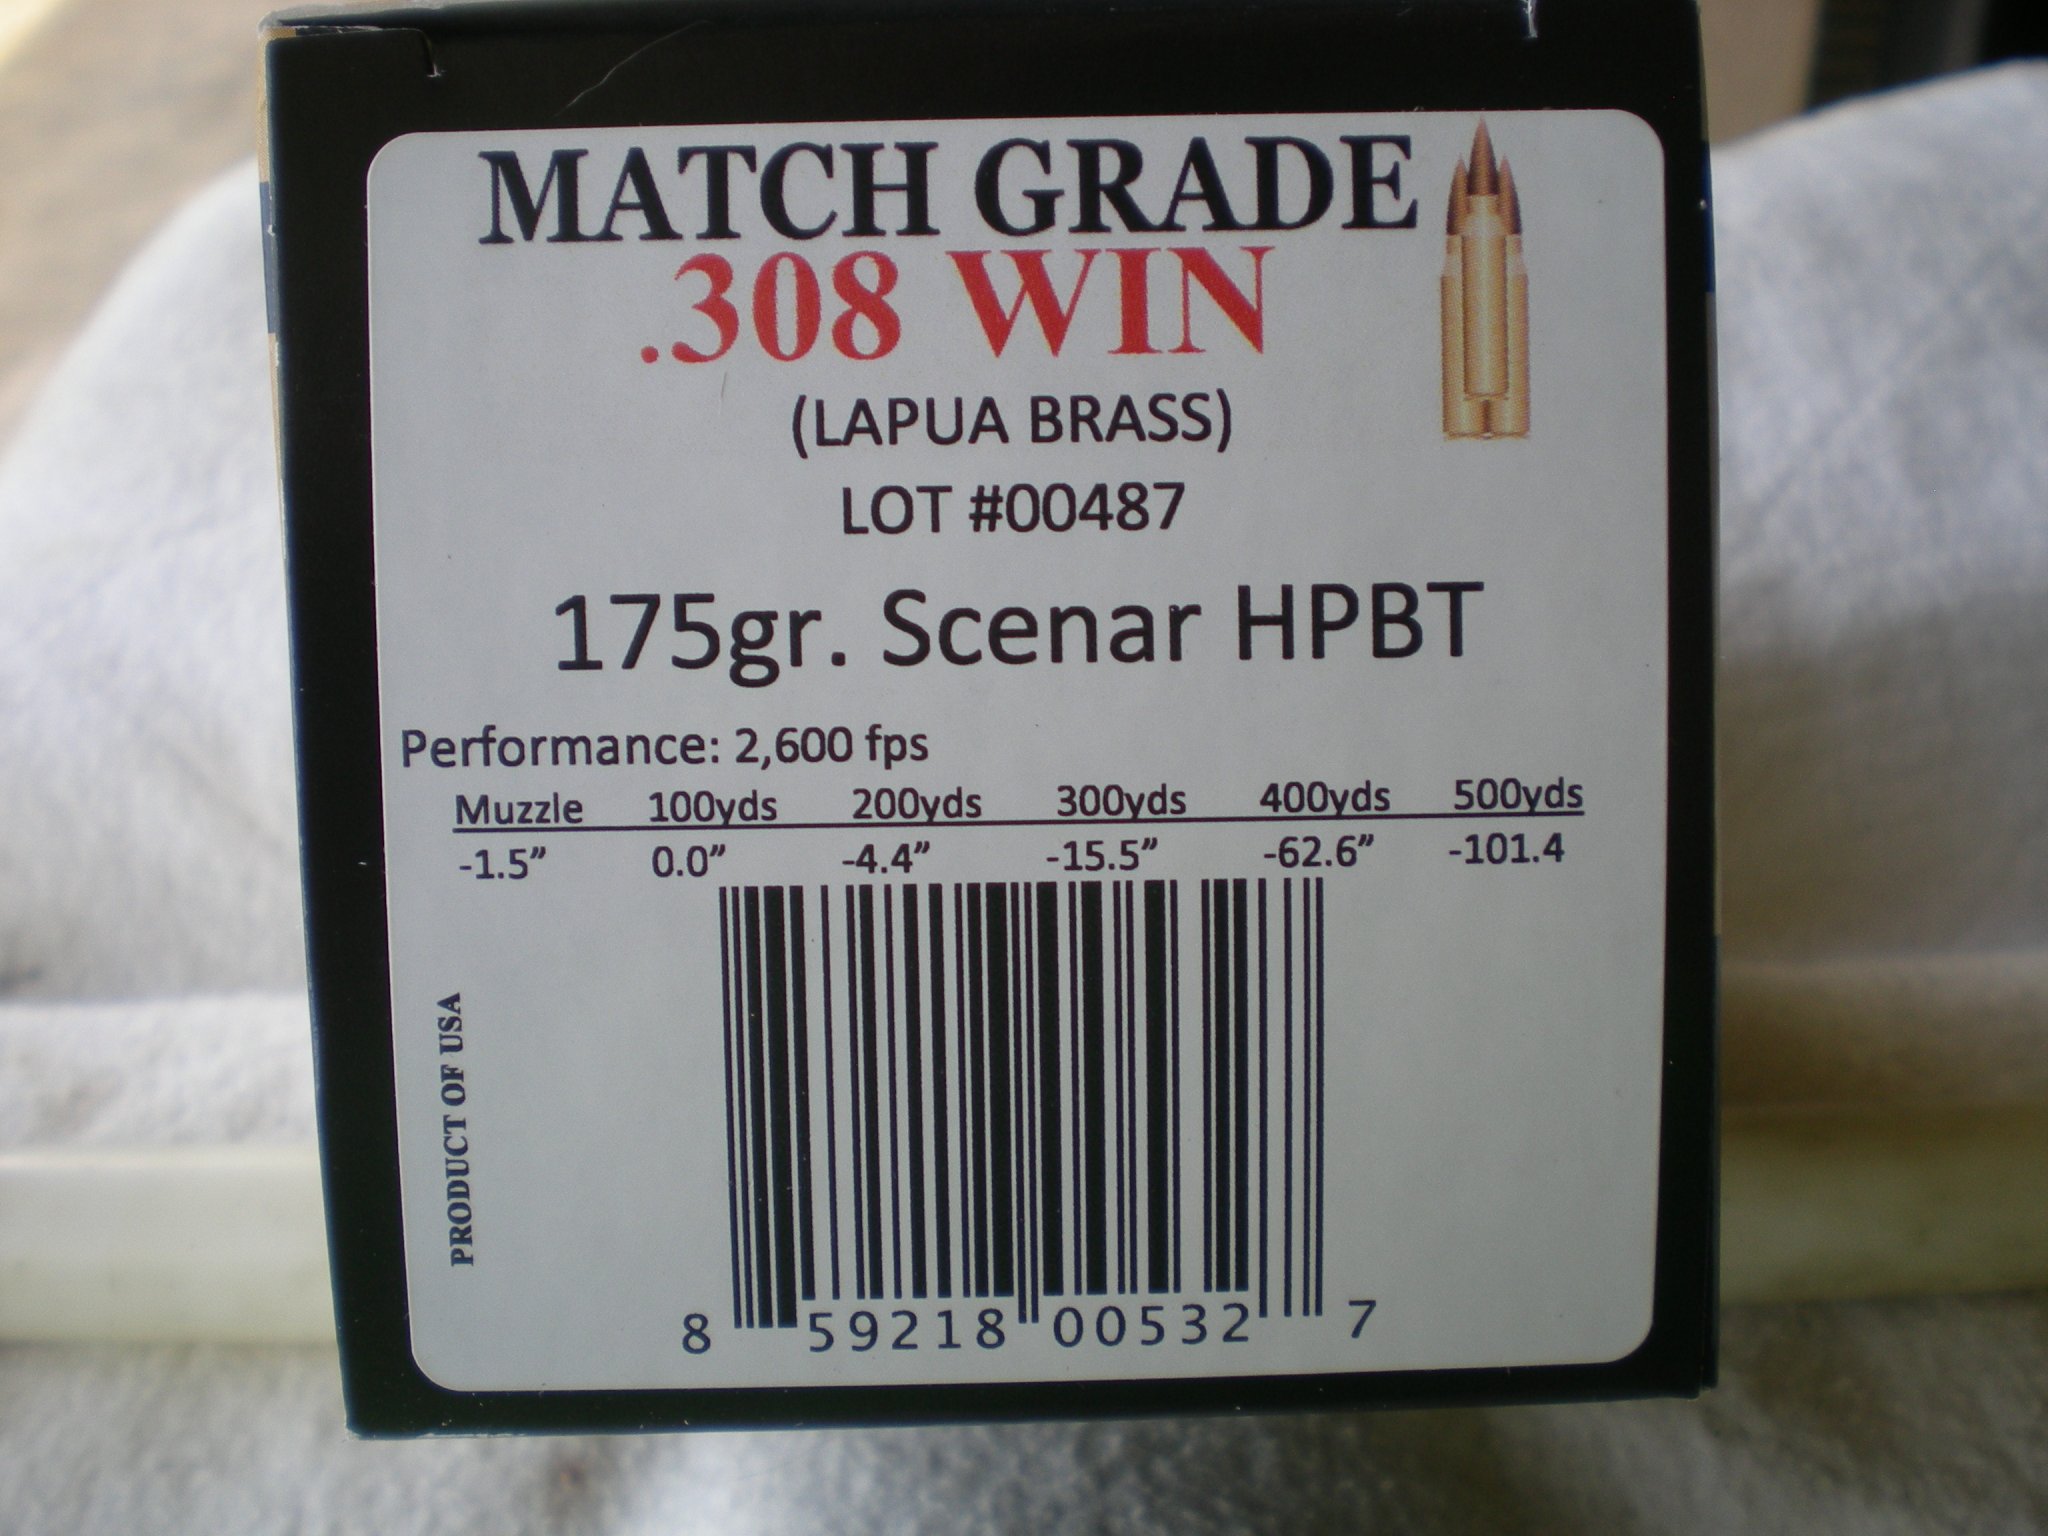 MATCH GRADE
.308 WIN
(LAPUA BRASS)
LOT #00487
175gr. Scenar HPBT
Performance: 2,600 fps
Muzzle 100yds 200yds 300yds 400yds 500yds
-1.5” 0.0” -4.4” -15.5” -62.6” -101.4
PRODUCT OF USA
8 59218 00532 7